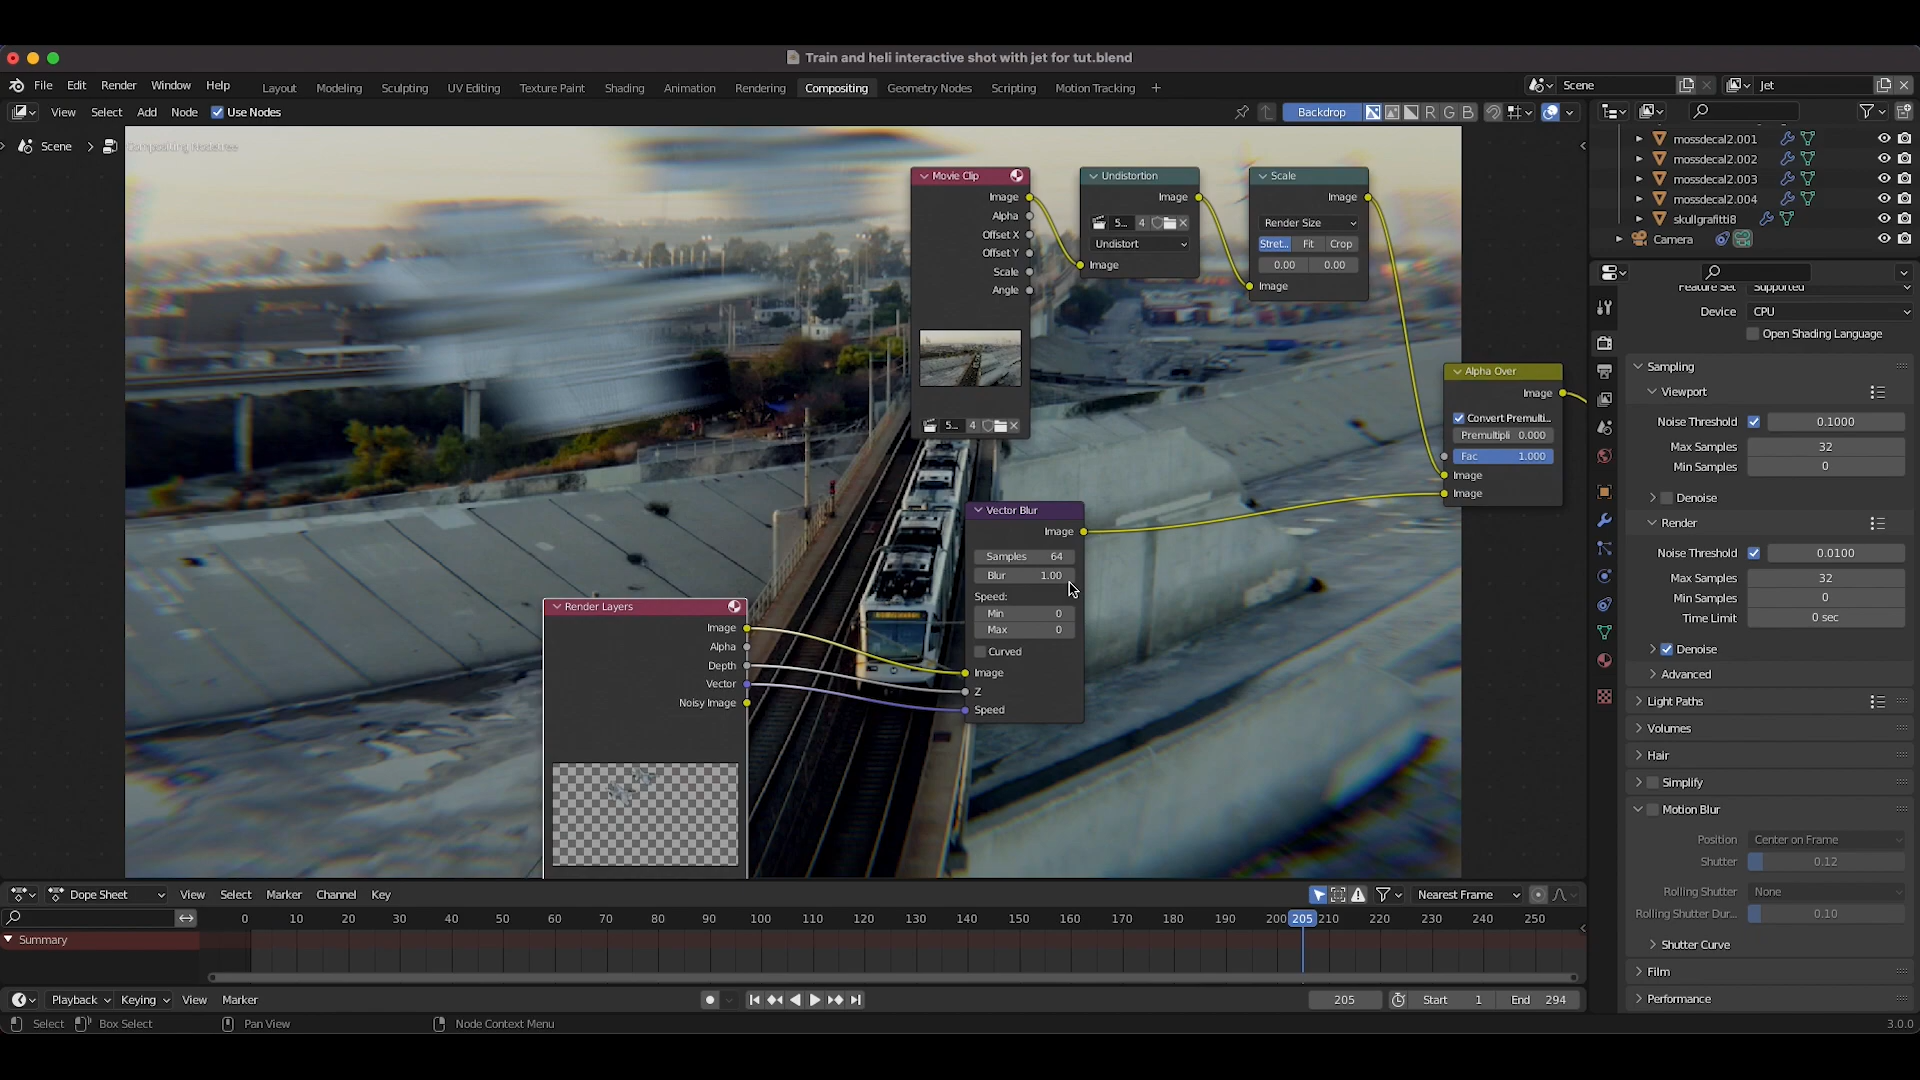 Train and heli interactive shot with jet for tut.blend
File Edit Render Window Help Layout Modeling Sculpting UV Editing Texture Paint Shading Animation Rendering Compositing Geometry Nodes Scripting Motion Tracking + Scene Jet
View Select Add Node Use Nodes Backdrop R G B
Scene Compositing Nodetree
mossdecal2.001
mossdecal2.002
mossdecal2.003
mossdecal2.004
skullgrafitti8
Camera
Movie Clip
Image
Alpha
Offset X
Offset Y
Scale
Angle
5... 4
Undistortion
Image
5... 4
Undistort
Image
Scale
Image
Render Size
Stret... Fit Crop
0.00 0.00
Image
Alpha Over
Image
Convert Premulti...
Premultipli 0.000
Fac 1.000
Image
Image
Vector Blur
Image
Samples 64
Blur 1.00
Speed:
Min 0
Max 0
Curved
Image
Z
Speed
Render Layers
Image
Alpha
Depth
Vector
Noisy Image
Feature Set Supported
Device CPU
Open Shading Language
Sampling
Viewport
Noise Threshold 0.1000
Max Samples 32
Min Samples 0
Denoise
Render
Noise Threshold 0.0100
Max Samples 32
Min Samples 0
Time Limit 0 sec
Denoise
Advanced
Light Paths
Volumes
Hair
Simplify
Motion Blur
Position Center on Frame
Shutter 0.12
Rolling Shutter None
Rolling Shutter Dur... 0.10
Shutter Curve
Film
Performance
Dope Sheet View Select Marker Channel Key Nearest Frame
0 10 20 30 40 50 60 70 80 90 100 110 120 130 140 150 160 170 180 190 200 205 210 220 230 240 250
Summary
Playback Keying View Marker 205 Start 1 End 294
Select Box Select Pan View Node Context Menu 3.0.0